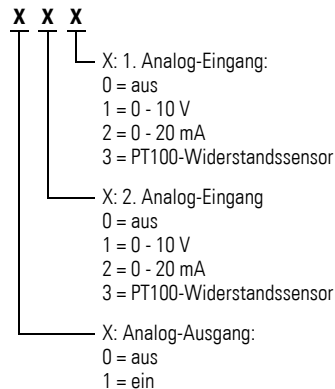 X X X
X: 1. Analog-Eingang:
0 = aus
1 = 0 - 10 V
2 = 0 - 20 mA
3 = PT100-Widerstandssensor
X: 2. Analog-Eingang
0 = aus
1 = 0 - 10 V
2 = 0 - 20 mA
3 = PT100-Widerstandssensor
X: Analog-Ausgang:
0 = aus
1 = ein